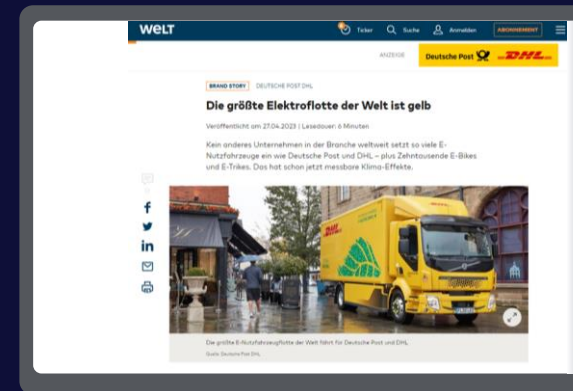 WELT
Ticker
Suche
Anmelden
ABONNEMENT
ANZEIGE
Deutsche Post
DHL
BRAND STORY
DEUTSCHE POST DHL
Die größte Elektroflotte der Welt ist gelb
Veröffentlicht am 27.04.2023 | Lesedauer: 6 Minuten
Kein anderes Unternehmen in der Branche weltweit setzt so viele E-
Nutzfahrzeuge ein wie Deutsche Post und DHL – plus Zehntausende E-Bikes
und E-Trikes. Das hat schon jetzt messbare Klima-Effekte.
DHL
Die größte E-Nutzfahrzeugflotte der Welt fährt für Deutsche Post und DHL
Quelle: Deutsche Post DHL